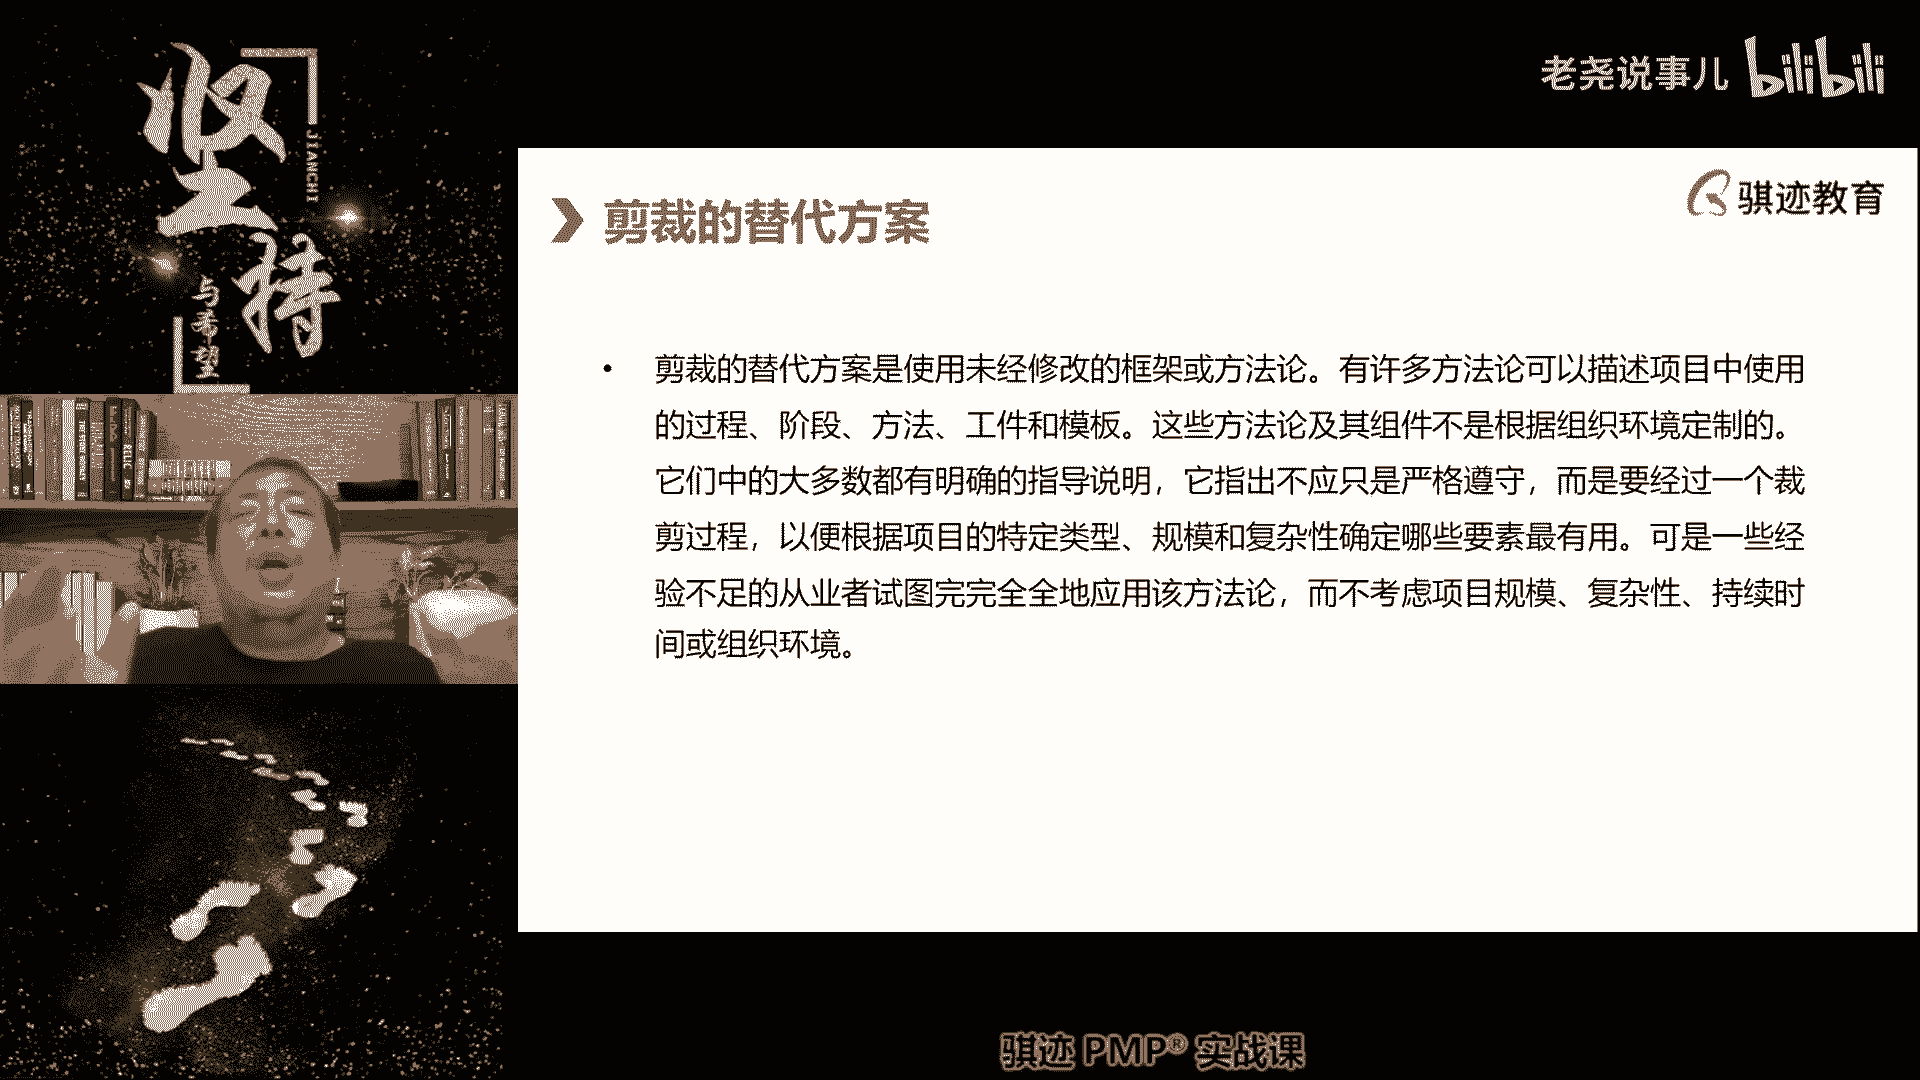 坚
持
JIANCHI
与希望
老尧说事儿 bilibili
骐迹教育
剪裁的替代方案
• 剪裁的替代方案是使用未经修改的框架或方法论。有许多方法论可以描述项目中使用
的过程、阶段、方法、工件和模板。这些方法论及其组件不是根据组织环境定制的。
它们中的大多数都有明确的指导说明，它指出不应只是严格遵守，而是要经过一个裁
剪过程，以便根据项目的特定类型、规模和复杂性确定哪些要素最有用。可是一些经
验不足的从业者试图完完全全地应用该方法论，而不考虑项目规模、复杂性、持续时
间或组织环境。
骐迹 PMP® 实战课